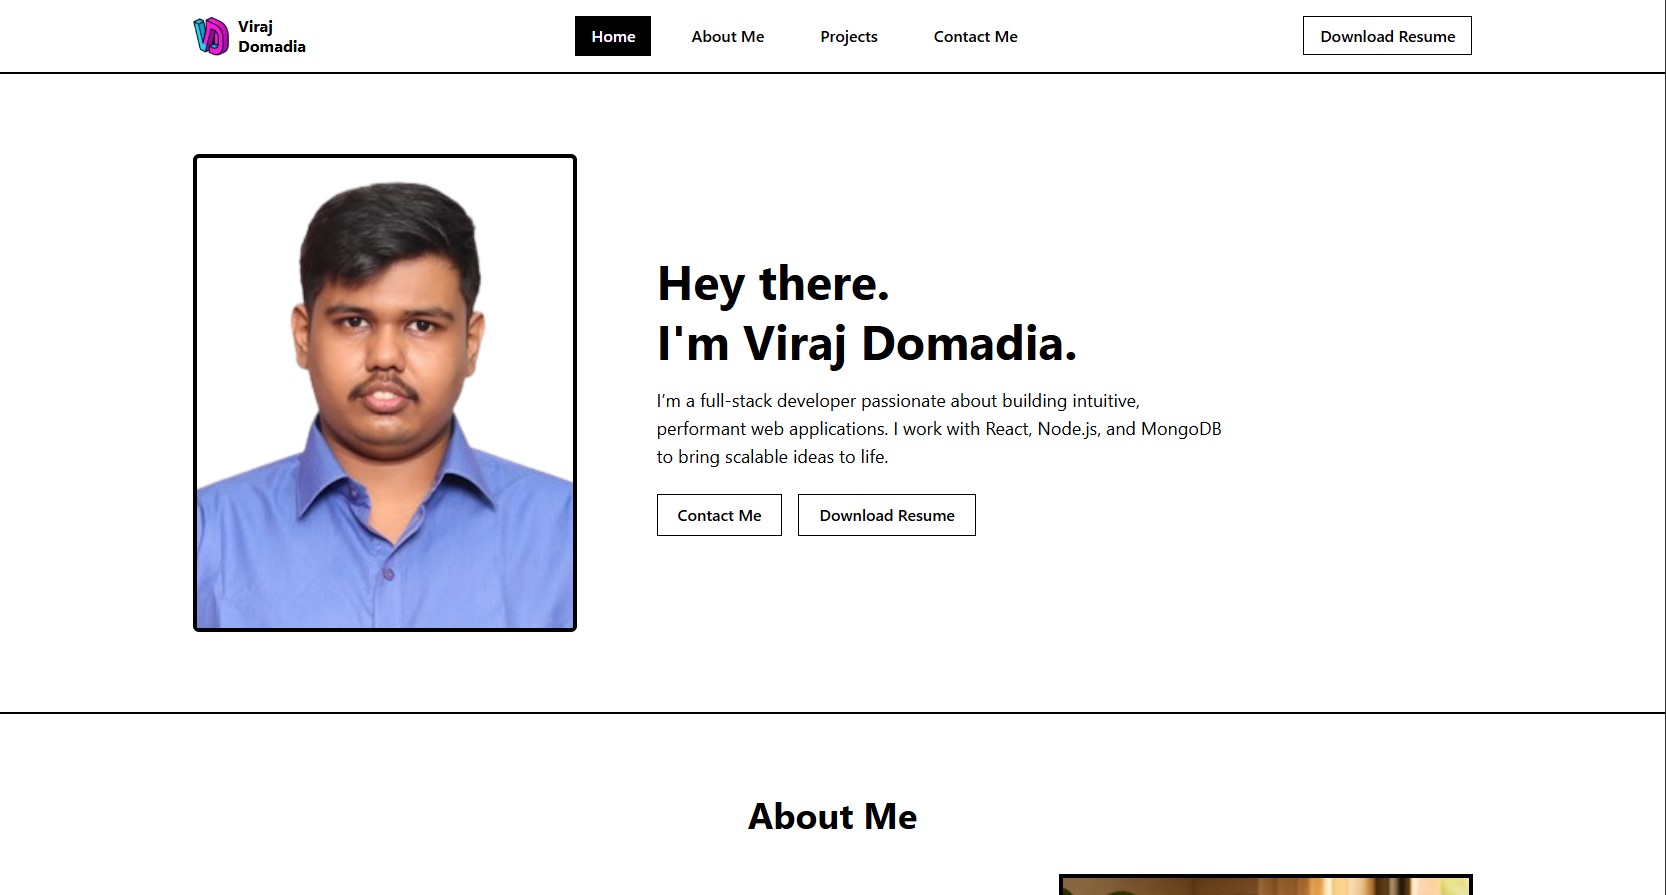 Viraj
Domadia
Home
About Me
Projects
Contact Me
Download Resume
Hey there.
I'm Viraj Domadia.
I’m a full-stack developer passionate about building intuitive,
performant web applications. I work with React, Node.js, and MongoDB
to bring scalable ideas to life.
Contact Me
Download Resume
About Me